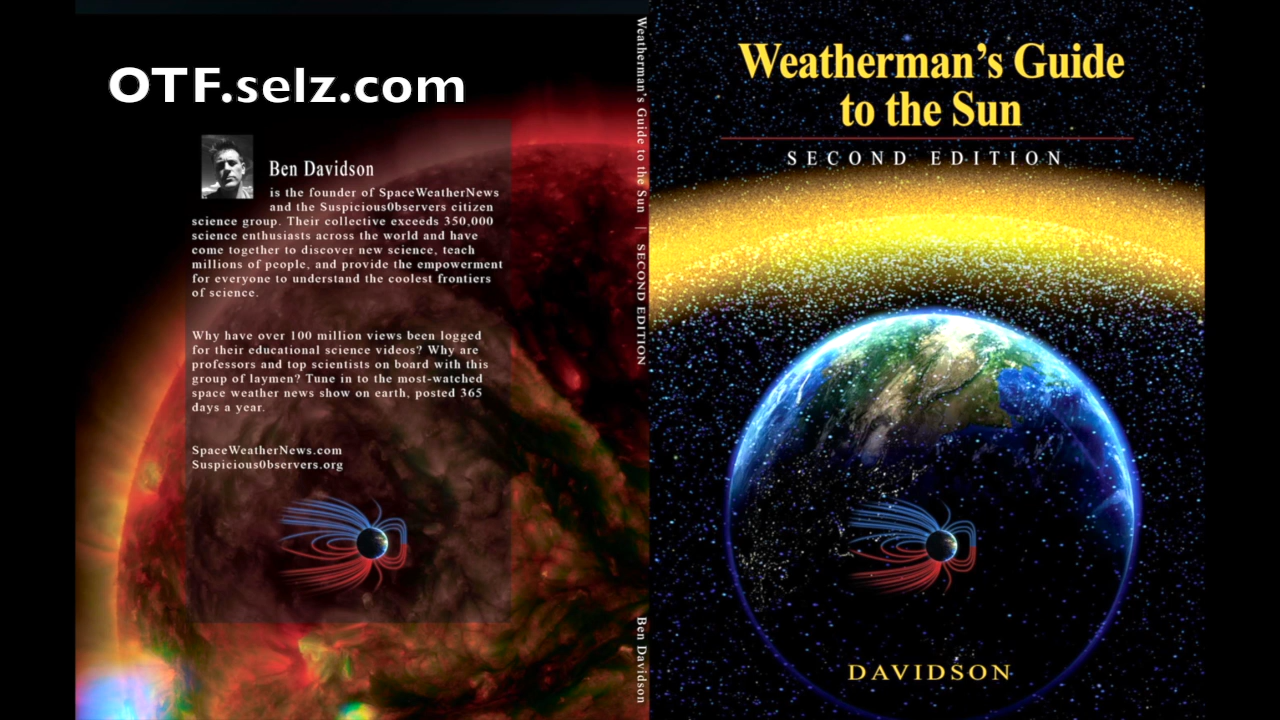 OTF.selz.com
Ben Davidson
is the founder of SpaceWeatherNews
and the Suspicious0bservers citizen
science group. Their collective exceeds 350,000
science enthusiasts across the world and have
come together to discover new science, teach
millions of people, and provide the empowerment
for everyone to understand the coolest frontiers
of science.
Why have over 100 million views been logged
for their educational science videos? Why are
professors and top scientists on board with this
group of laymen? Tune in to the most-watched
space weather news show on earth, posted 365
days a year.
SpaceWeatherNews.com
Suspicious0bservers.org
Weatherman's Guide to the Sun | SECOND EDITION
Ben Davidson
Weatherman's Guide
to the Sun
SECOND EDITION
DAVIDSON